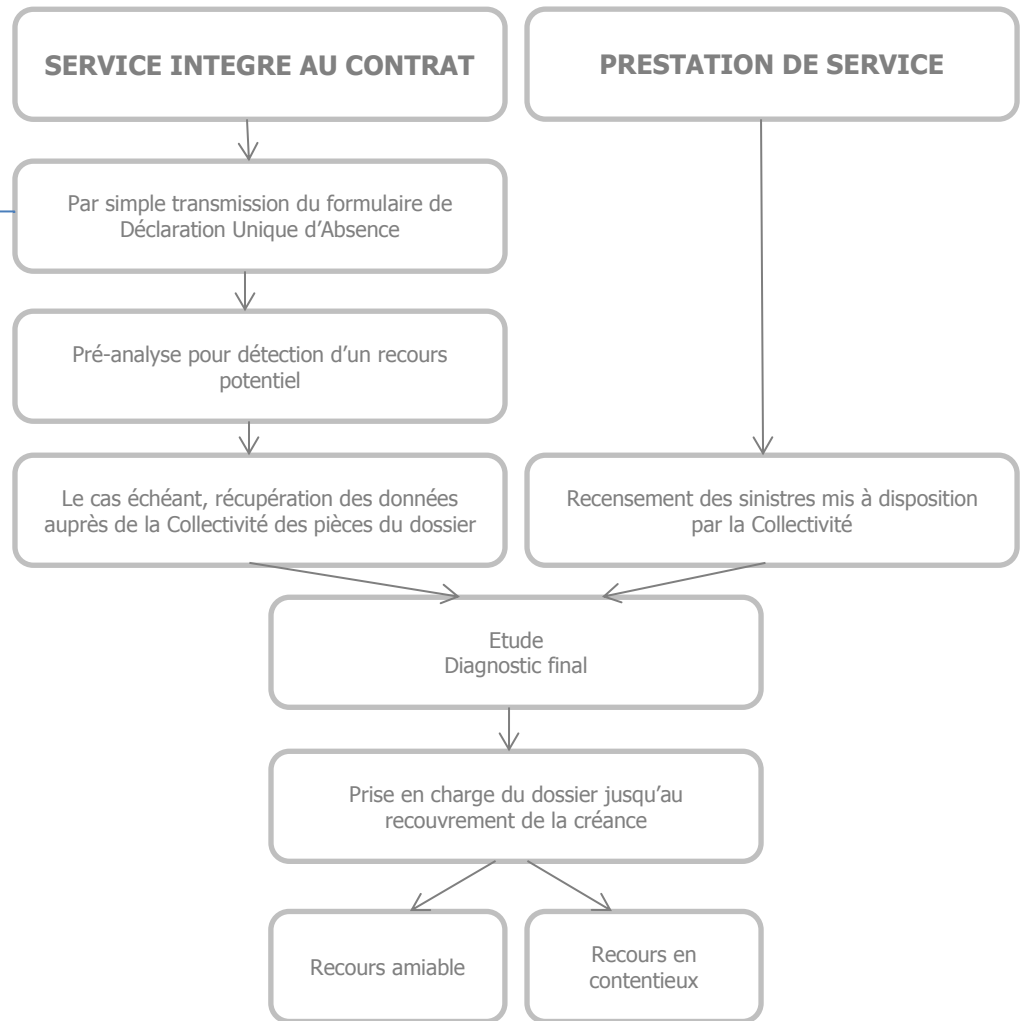 SERVICE INTEGRE AU CONTRAT
PRESTATION DE SERVICE
Par simple transmission du formulaire de
Déclaration Unique d’Absence
Pré-analyse pour détection d’un recours
potentiel
Le cas échéant, récupération des données
auprès de la Collectivité des pièces du dossier
Recensement des sinistres mis à disposition
par la Collectivité
Etude
Diagnostic final
Prise en charge du dossier jusqu’au
recouvrement de la créance
Recours amiable
Recours en
contentieux